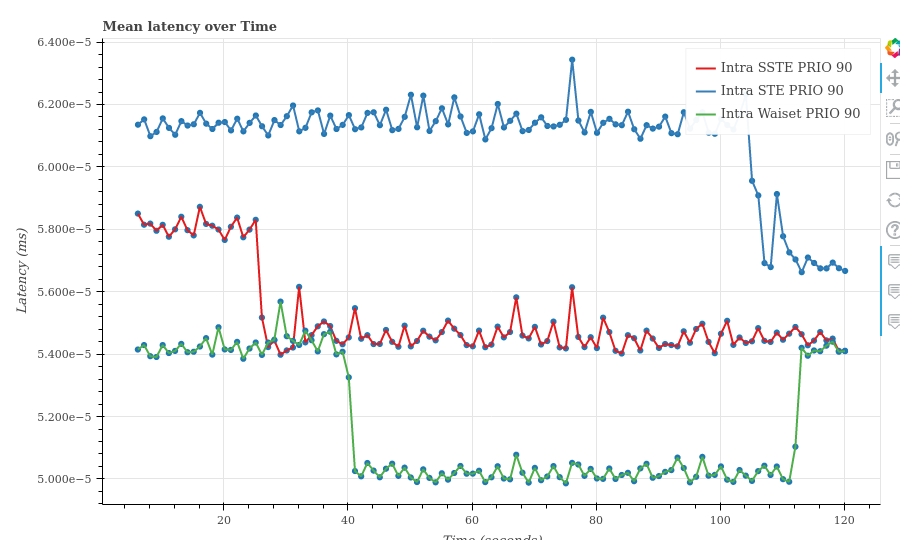 Mean latency over Time
6.400e−5
6.200e−5
6.000e−5
5.800e−5
5.600e−5
5.400e−5
5.200e−5
5.000e−5
Latency (ms)
Intra SSTE PRIO 90
Intra STE PRIO 90
Intra Waiset PRIO 90
20 40 60 80 100 120
Time (seconds)